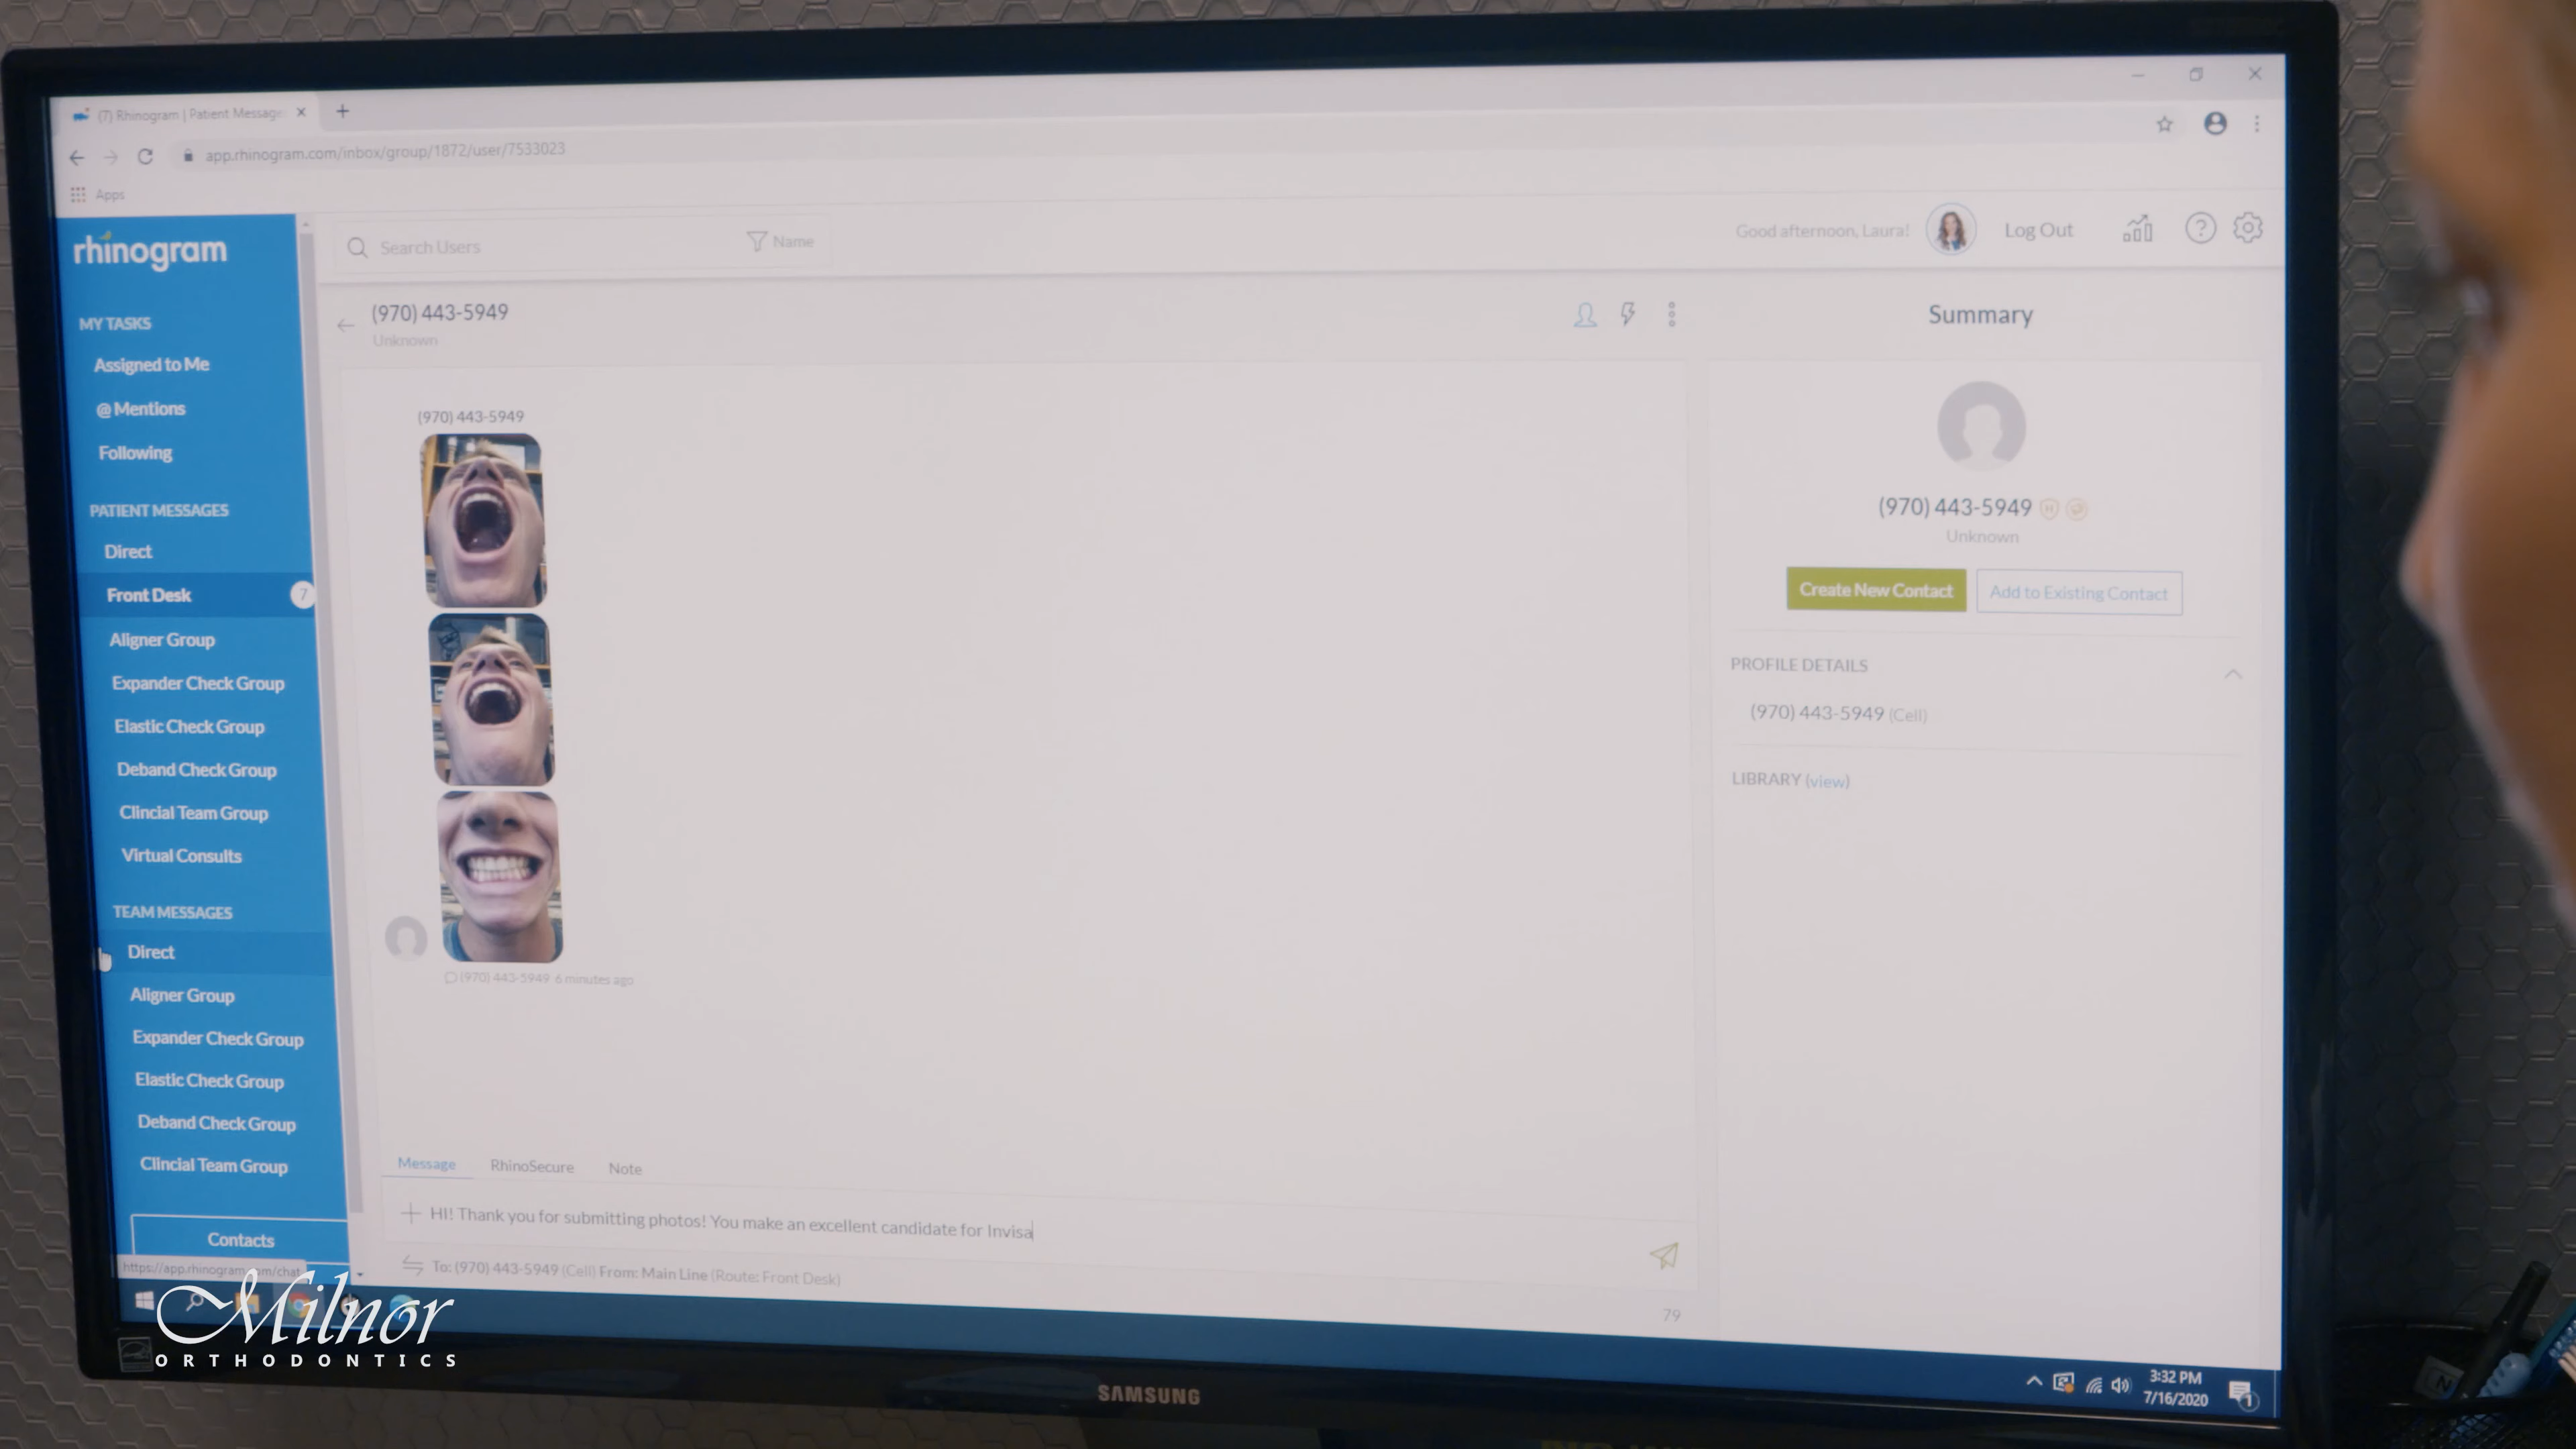 (7) Rhinogram | Patient Message
app.rhinogram.com/inbox/group/1872/user/7533023
Apps
rhinogram
Search Users
Name
Good afternoon, Laura!
Log Out
MY TASKS
Assigned to Me
@ Mentions
Following
PATIENT MESSAGES
Direct
Front Desk 7
Aligner Group
Expander Check Group
Elastic Check Group
Deband Check Group
Clincial Team Group
Virtual Consults
TEAM MESSAGES
Direct
Aligner Group
Expander Check Group
Elastic Check Group
Deband Check Group
Clincial Team Group
Contacts
(970) 443-5949
Unknown
(970) 443-5949
(970) 443-5949 6 minutes ago
Message RhinoSecure Note
HI! Thank you for submitting photos! You make an excellent candidate for Invisa
To: (970) 443-5949 (Cell) From: Main Line (Route: Front Desk)
79
Summary
(970) 443-5949
Unknown
Create New Contact
Add to Existing Contact
PROFILE DETAILS
(970) 443-5949 (Cell)
LIBRARY (view)
Milnor
ORTHODONTICS
SAMSUNG
3:32 PM
7/16/2020
1